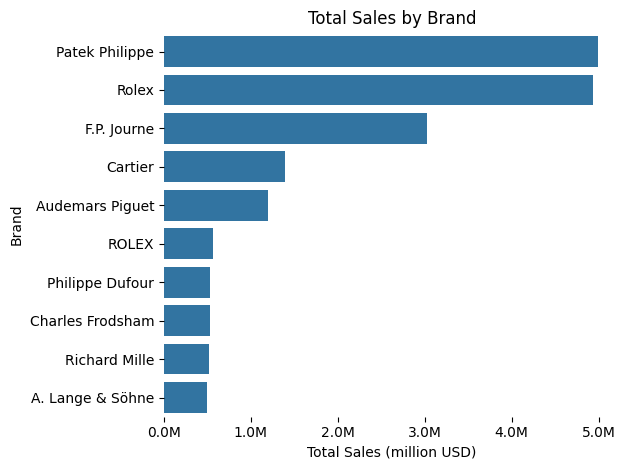 Total Sales by Brand
Brand
Patek Philippe
Rolex
F.P. Journe
Cartier
Audemars Piguet
ROLEX
Philippe Dufour
Charles Frodsham
Richard Mille
A. Lange & Söhne
0.0M 1.0M 2.0M 3.0M 4.0M 5.0M
Total Sales (million USD)